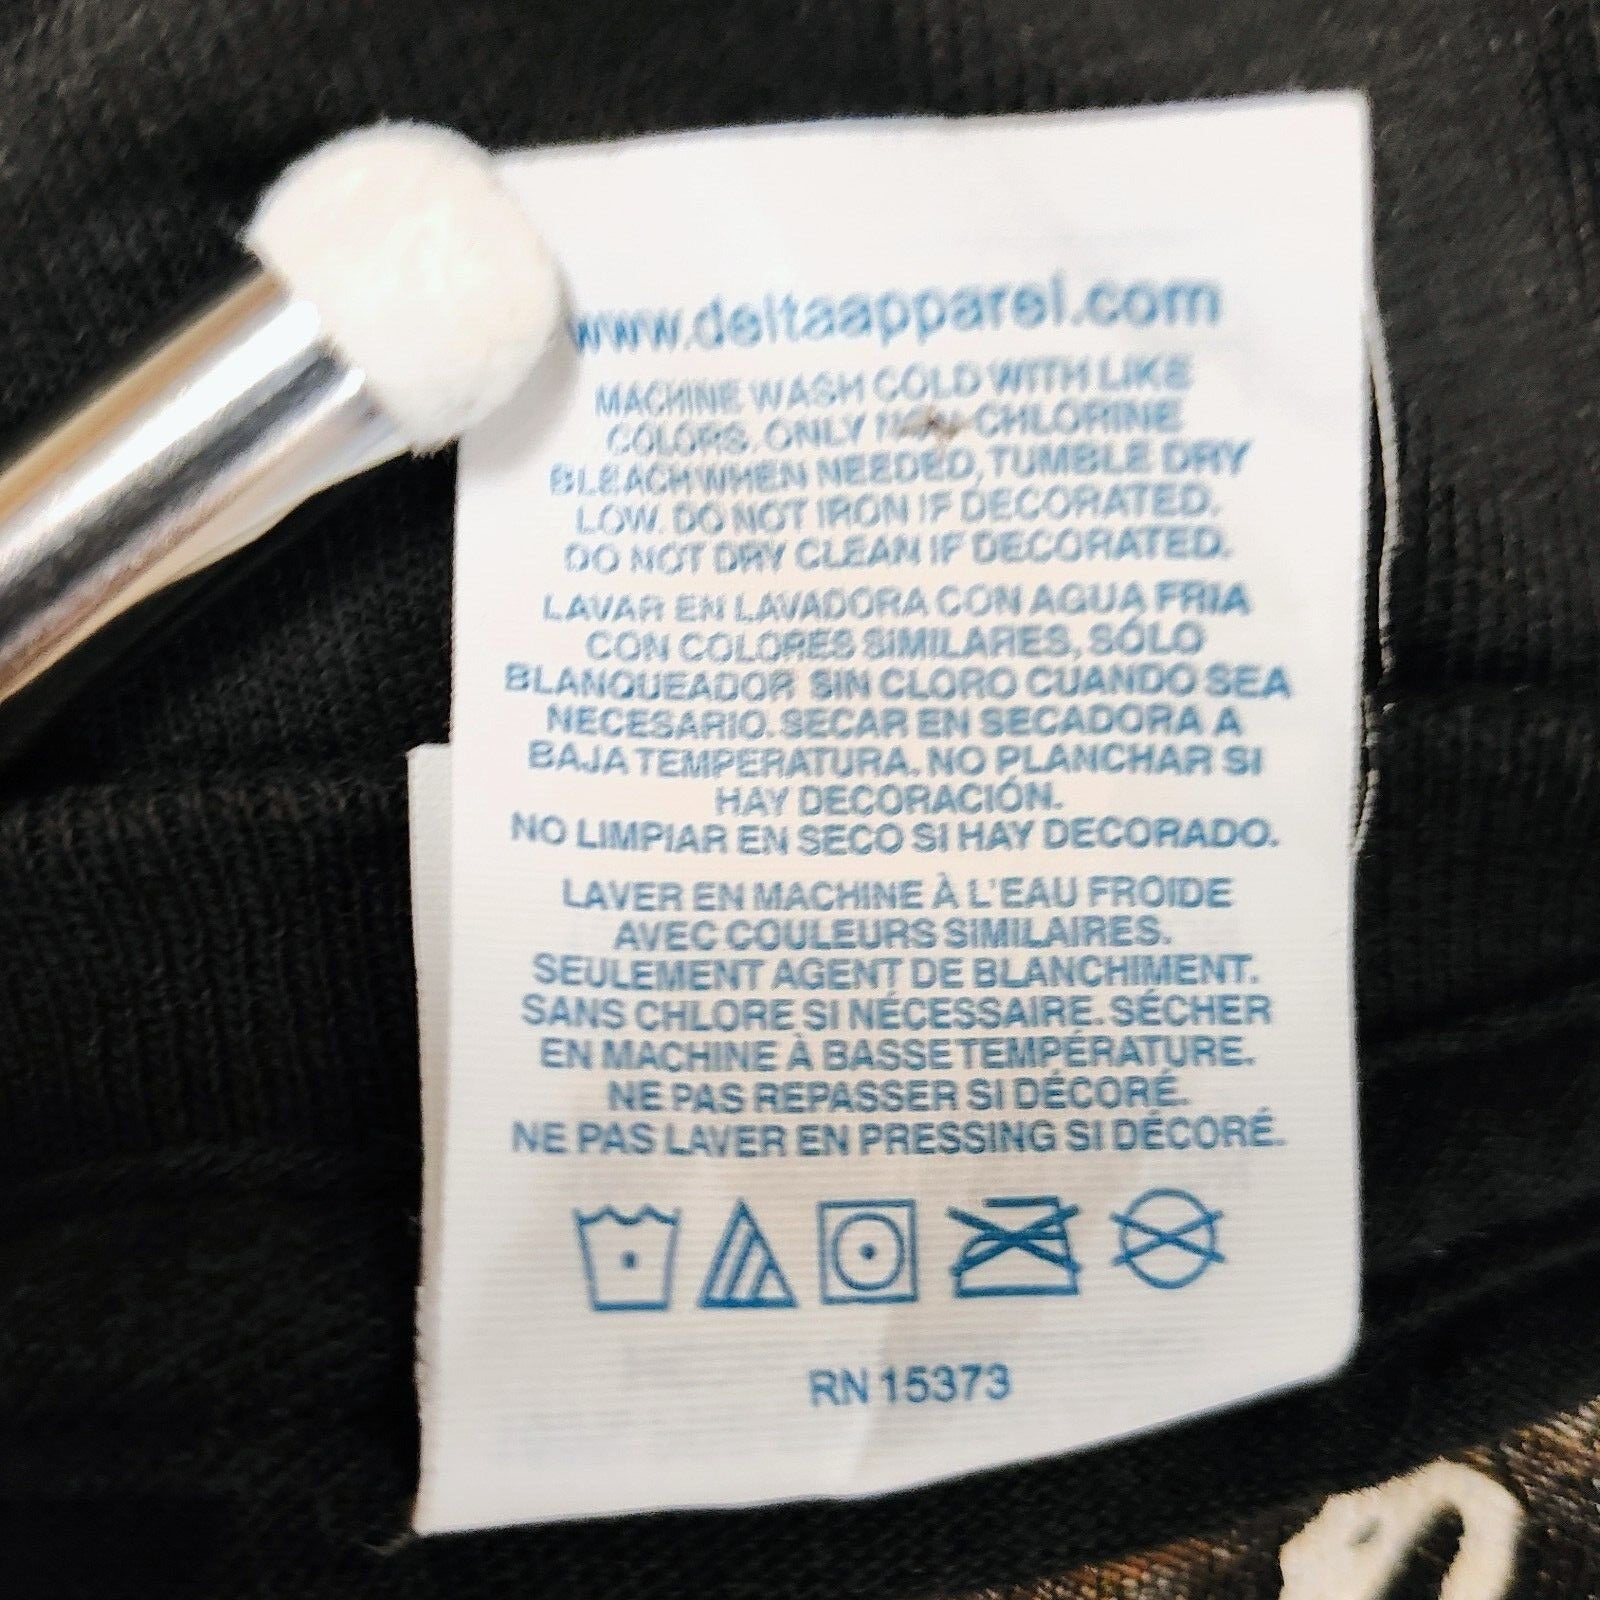 www.deltaapparel.com
MACHINE WASH COLD WITH LIKE
COLORS. ONLY NON-CHLORINE
BLEACH WHEN NEEDED, TUMBLE DRY
LOW. DO NOT IRON IF DECORATED.
DO NOT DRY CLEAN IF DECORATED.
LAVAR EN LAVADORA CON AGUA FRIA
CON COLORES SIMILARES, SÓLO
BLANQUEADOR SIN CLORO CUANDO SEA
NECESARIO. SECAR EN SECADORA A
BAJA TEMPERATURA. NO PLANCHAR SI
HAY DECORACIÓN.
NO LIMPIAR EN SECO SI HAY DECORADO.
LAVER EN MACHINE À L'EAU FROIDE
AVEC COULEURS SIMILAIRES.
SEULEMENT AGENT DE BLANCHIMENT.
SANS CHLORE SI NÉCESSAIRE. SÉCHER
EN MACHINE À BASSE TEMPÉRATURE.
NE PAS REPASSER SI DÉCORÉ.
NE PAS LAVER EN PRESSING SI DÉCORÉ.
RN 15373